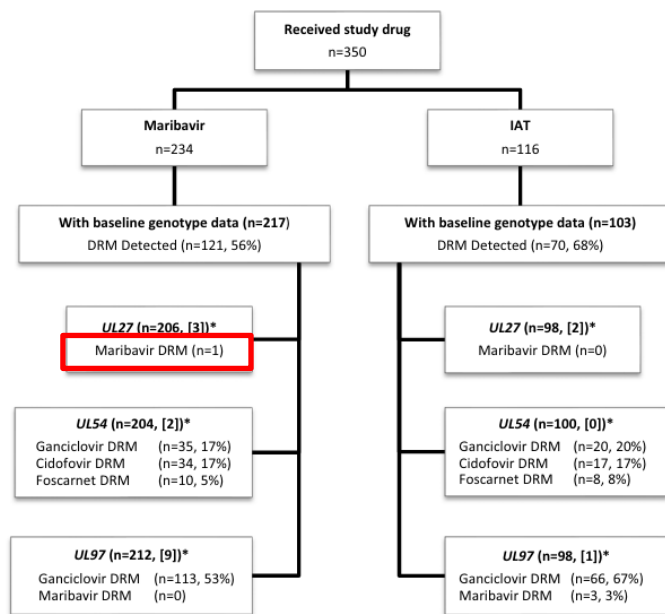 Received study drug
n=350
Maribavir
n=234
IAT
n=116
With baseline genotype data (n=217)
DRM Detected (n=121, 56%)
With baseline genotype data (n=103)
DRM Detected (n=70, 68%)
UL27 (n=206, [3])*
Maribavir DRM (n=1)
UL27 (n=98, [2])*
Maribavir DRM (n=0)
UL54 (n=204, [2])*
Ganciclovir DRM (n=35, 17%)
Cidofovir DRM (n=34, 17%)
Foscarnet DRM (n=10, 5%)
UL54 (n=100, [0])*
Ganciclovir DRM (n=20, 20%)
Cidofovir DRM (n=17, 17%)
Foscarnet DRM (n=8, 8%)
UL97 (n=212, [9])*
Ganciclovir DRM (n=113, 53%)
Maribavir DRM (n=0)
UL97 (n=98, [1])*
Ganciclovir DRM (n=66, 67%)
Maribavir DRM (n=3, 3%)